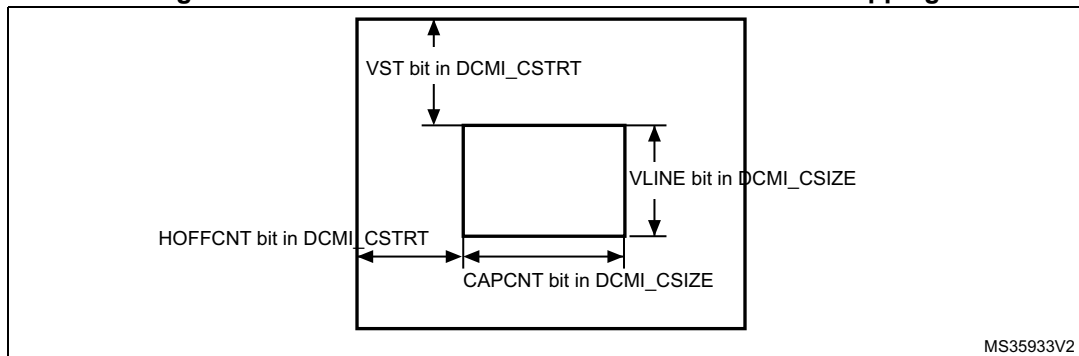 VST bit in DCMI_CSTRT
VLINE bit in DCMI_CSIZE
HOFFCNT bit in DCMI_CSTRT
CAPCNT bit in DCMI_CSIZE
MS35933V2